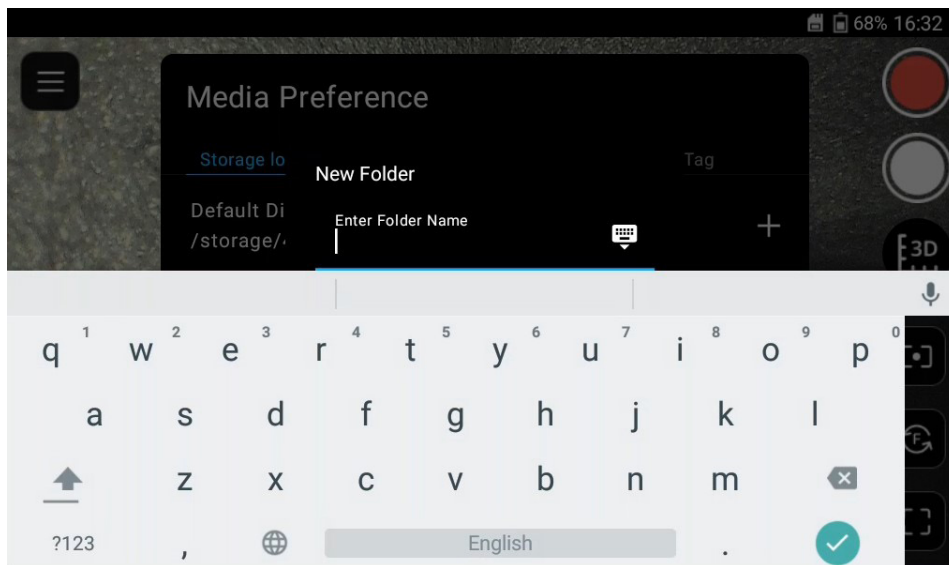 68% 16:32
Media Preference
Storage lo
Tag
New Folder
Default Di
/storage/
Enter Folder Name
3D
1 2 3 4 5 6 7 8 9 0
q w e r t y u i o p
a s d f g h j k l
F
z x c v b n m
?123 , English .